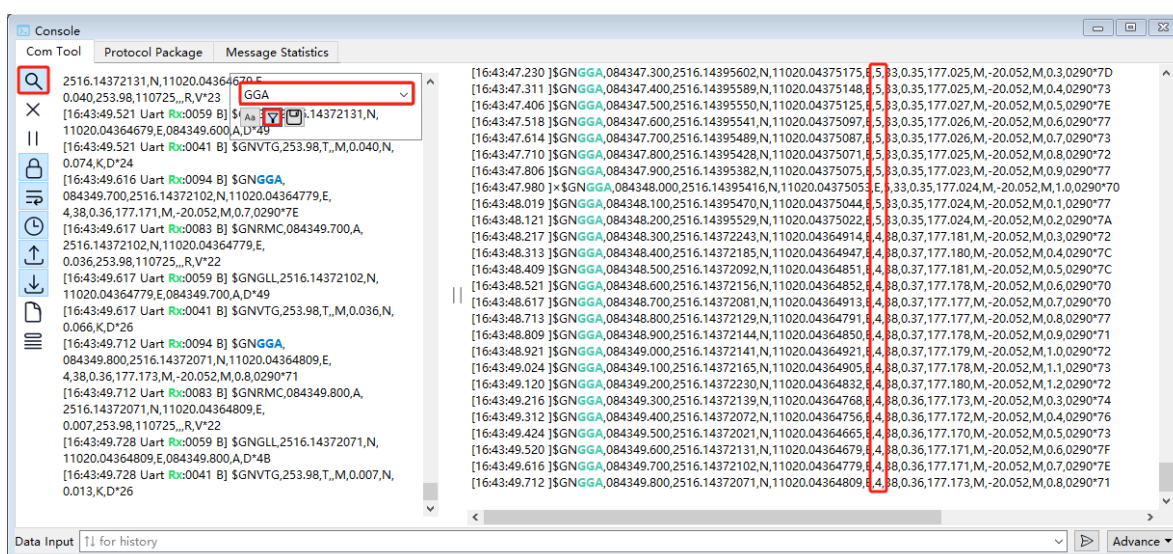 Console
Com Tool Protocol Package Message Statistics
2516.14372131,N,11020.04364679,E,
0.040,253.98,110725,,,R,V*23
GGA
Aa
[16:43:49.521 Uart Rx:0059 B] 6.14372131,N,
11020.04364679,E,084349.600,A,D*49
[16:43:49.521 Uart Rx:0041 B] $GNVTG,253.98,T,,M,0.040,N,
0.074,K,D*24
[16:43:49.616 Uart Rx:0094 B] $GNGGA,
084349.700,2516.14372102,N,11020.04364779,E,
4,38,0.36,177.171,M,-20.052,M,0.7,0290*7E
[16:43:49.617 Uart Rx:0083 B] $GNRMC,084349.700,A,
2516.14372102,N,11020.04364779,E,
0.036,253.98,110725,,,R,V*22
[16:43:49.617 Uart Rx:0059 B] $GNGLL,2516.14372102,N,
11020.04364779,E,084349.700,A,D*49
[16:43:49.617 Uart Rx:0041 B] $GNVTG,253.98,T,,M,0.036,N,
0.066,K,D*26
[16:43:49.712 Uart Rx:0094 B] $GNGGA,
084349.800,2516.14372071,N,11020.04364809,E,
4,38,0.36,177.173,M,-20.052,M,0.8,0290*71
[16:43:49.712 Uart Rx:0083 B] $GNRMC,084349.800,A,
2516.14372071,N,11020.04364809,E,
0.007,253.98,110725,,,R,V*22
[16:43:49.728 Uart Rx:0059 B] $GNGLL,2516.14372071,N,
11020.04364809,E,084349.800,A,D*4B
[16:43:49.728 Uart Rx:0041 B] $GNVTG,253.98,T,,M,0.007,N,
0.013,K,D*26
[16:43:47.230 ]$GNGGA,084347.300,2516.14395602,N,11020.04375175,E,5,33,0.35,177.025,M,-20.052,M,0.3,0290*7D
[16:43:47.311 ]$GNGGA,084347.400,2516.14395589,N,11020.04375148,E,5,33,0.35,177.025,M,-20.052,M,0.4,0290*73
[16:43:47.406 ]$GNGGA,084347.500,2516.14395550,N,11020.04375125,E,5,33,0.35,177.027,M,-20.052,M,0.5,0290*7E
[16:43:47.518 ]$GNGGA,084347.600,2516.14395541,N,11020.04375097,E,5,33,0.35,177.026,M,-20.052,M,0.6,0290*77
[16:43:47.614 ]$GNGGA,084347.700,2516.14395489,N,11020.04375087,E,5,33,0.35,177.026,M,-20.052,M,0.7,0290*73
[16:43:47.710 ]$GNGGA,084347.800,2516.14395428,N,11020.04375071,E,5,33,0.35,177.025,M,-20.052,M,0.8,0290*72
[16:43:47.806 ]$GNGGA,084347.900,2516.14395382,N,11020.04375075,E,5,33,0.35,177.023,M,-20.052,M,0.9,0290*77
[16:43:47.980 ]×$GNGGA,084348.000,2516.14395416,N,11020.04375053,E,5,33,0.35,177.024,M,-20.052,M,1.0,0290*70
[16:43:48.019 ]$GNGGA,084348.100,2516.14395470,N,11020.04375044,E,5,33,0.35,177.024,M,-20.052,M,0.1,0290*77
[16:43:48.121 ]$GNGGA,084348.200,2516.14395529,N,11020.04375022,E,5,33,0.35,177.024,M,-20.052,M,0.2,0290*7A
[16:43:48.217 ]$GNGGA,084348.300,2516.14372243,N,11020.04364914,E,4,38,0.37,177.181,M,-20.052,M,0.3,0290*72
[16:43:48.313 ]$GNGGA,084348.400,2516.14372185,N,11020.04364947,E,4,38,0.37,177.180,M,-20.052,M,0.4,0290*7C
[16:43:48.409 ]$GNGGA,084348.500,2516.14372092,N,11020.04364851,E,4,38,0.37,177.181,M,-20.052,M,0.5,0290*7C
[16:43:48.521 ]$GNGGA,084348.600,2516.14372156,N,11020.04364852,E,4,38,0.37,177.178,M,-20.052,M,0.6,0290*70
[16:43:48.617 ]$GNGGA,084348.700,2516.14372081,N,11020.04364913,E,4,38,0.37,177.177,M,-20.052,M,0.7,0290*70
[16:43:48.713 ]$GNGGA,084348.800,2516.14372129,N,11020.04364791,E,4,38,0.37,177.178,M,-20.052,M,0.8,0290*77
[16:43:48.809 ]$GNGGA,084348.900,2516.14372144,N,11020.04364850,E,4,38,0.37,177.178,M,-20.052,M,0.9,0290*71
[16:43:48.921 ]$GNGGA,084349.000,2516.14372141,N,11020.04364921,E,4,38,0.37,177.179,M,-20.052,M,1.0,0290*72
[16:43:49.024 ]$GNGGA,084349.100,2516.14372165,N,11020.04364905,E,4,38,0.37,177.178,M,-20.052,M,1.1,0290*73
[16:43:49.120 ]$GNGGA,084349.200,2516.14372230,N,11020.04364832,E,4,38,0.37,177.180,M,-20.052,M,1.2,0290*72
[16:43:49.216 ]$GNGGA,084349.300,2516.14372139,N,11020.04364768,E,4,38,0.36,177.173,M,-20.052,M,0.3,0290*74
[16:43:49.312 ]$GNGGA,084349.400,2516.14372072,N,11020.04364756,E,4,38,0.36,177.172,M,-20.052,M,0.4,0290*76
[16:43:49.424 ]$GNGGA,084349.500,2516.14372021,N,11020.04364665,E,4,38,0.36,177.170,M,-20.052,M,0.5,0290*73
[16:43:49.520 ]$GNGGA,084349.600,2516.14372131,N,11020.04364679,E,4,38,0.36,177.171,M,-20.052,M,0.6,0290*7F
[16:43:49.616 ]$GNGGA,084349.700,2516.14372102,N,11020.04364779,E,4,38,0.36,177.171,M,-20.052,M,0.7,0290*7E
[16:43:49.712 ]$GNGGA,084349.800,2516.14372071,N,11020.04364809,E,4,38,0.36,177.173,M,-20.052,M,0.8,0290*71
Data Input ↑↓ for history
Advance